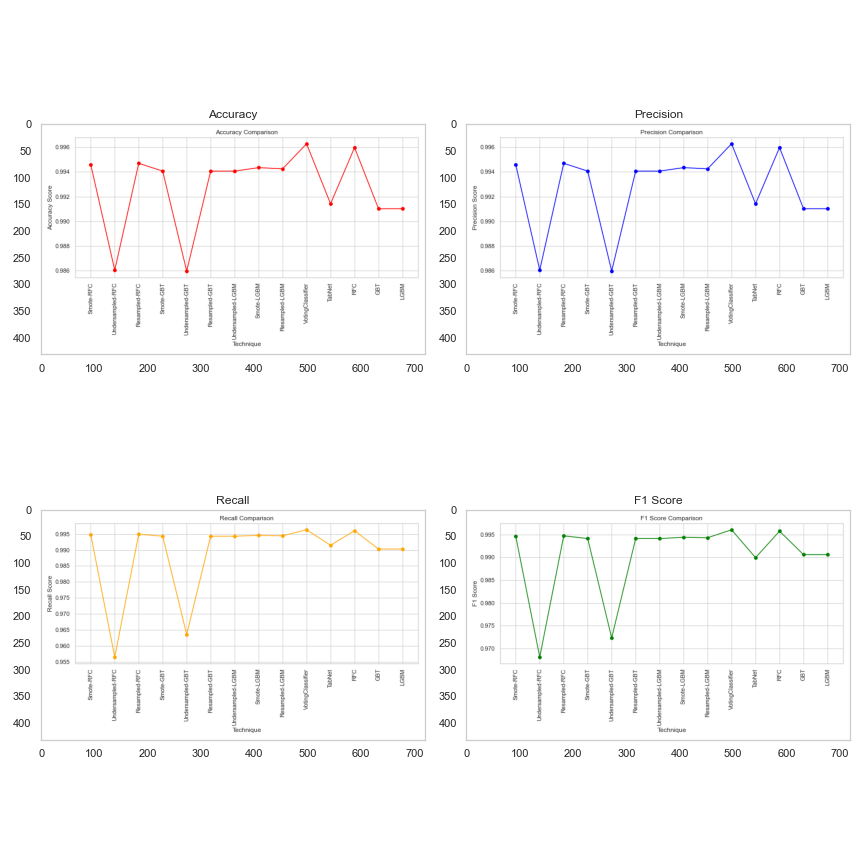 Accuracy
Accuracy Comparison
0
50
100
150
200
250
300
350
400
0.996
0.994
0.992
0.990
0.988
0.986
Accuracy Score
Smote-RFC
Undersampled-RFC
Resampled-RFC
Smote-GBT
Undersampled-GBT
Resampled-GBT
Undersampled-LGBM
Smote-LGBM
Resampled-LGBM
VotingClassifier
TabNet
RFC
GBT
LGBM
Technique
0 100 200 300 400 500 600 700
Precision
Precision Comparison
0
50
100
150
200
250
300
350
400
0.996
0.994
0.992
0.990
0.988
0.986
Precision Score
Smote-RFC
Undersampled-RFC
Resampled-RFC
Smote-GBT
Undersampled-GBT
Resampled-GBT
Undersampled-LGBM
Smote-LGBM
Resampled-LGBM
VotingClassifier
TabNet
RFC
GBT
LGBM
Technique
0 100 200 300 400 500 600 700
Recall
Recall Comparison
0
50
100
150
200
250
300
350
400
0.995
0.990
0.985
0.980
0.975
0.970
0.965
0.960
0.955
Recall Score
Smote-RFC
Undersampled-RFC
Resampled-RFC
Smote-GBT
Undersampled-GBT
Resampled-GBT
Undersampled-LGBM
Smote-LGBM
Resampled-LGBM
VotingClassifier
TabNet
RFC
GBT
LGBM
Technique
0 100 200 300 400 500 600 700
F1 Score
F1 Score Comparison
0
50
100
150
200
250
300
350
400
0.995
0.990
0.985
0.980
0.975
0.970
F1 Score
Smote-RFC
Undersampled-RFC
Resampled-RFC
Smote-GBT
Undersampled-GBT
Resampled-GBT
Undersampled-LGBM
Smote-LGBM
Resampled-LGBM
VotingClassifier
TabNet
RFC
GBT
LGBM
Technique
0 100 200 300 400 500 600 700